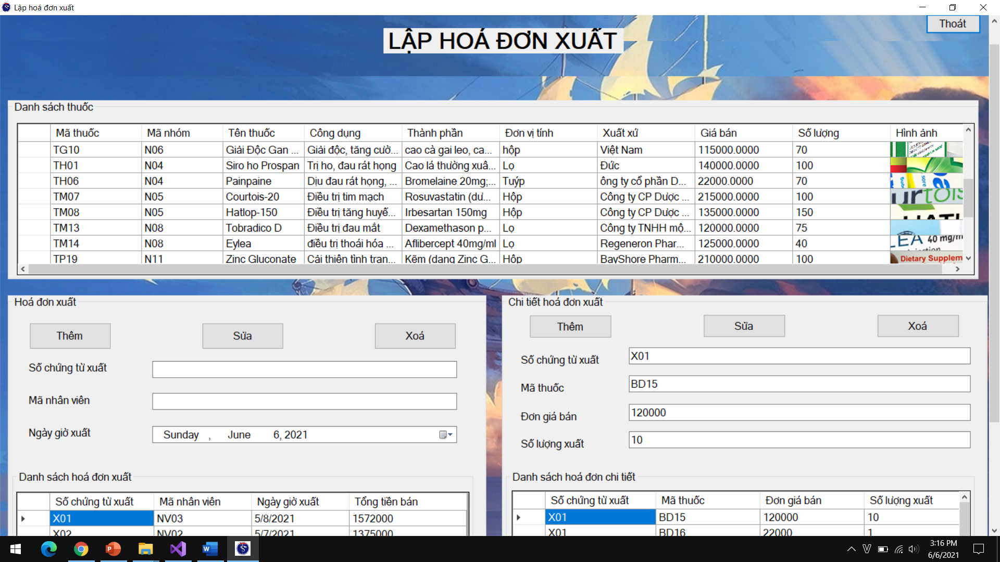 Lập hoá đơn xuất
Thoát
LẬP HOÁ ĐƠN XUẤT
Danh sách thuốc
Mã thuốc Mã nhóm Tên thuốc Công dụng Thành phần Đơn vị tính Xuất xứ Giá bán Số lượng Hình ảnh
TG10 N06 Giải Độc Gan ... Giải độc, tăng cườ... cao cà gai leo, ca... hộp Việt Nam 115000.0000 70
TH01 N04 Siro ho Prospan Trị ho, đau rát họng Cao lá thường xuâ... Lọ Đức 140000.0000 100
TH06 N04 Painpaine Dịu đau rát họng, ... Bromelaine 20mg;... Tuýp ông ty cổ phần D... 22000.0000 70
TM07 N05 Courtois-20 Điều trị tim mạch Rosuvastatin (dư... Hộp Công ty CP Dược ... 215000.0000 100
TM08 N05 Hatlop-150 Điều trị tăng huyế... Irbesartan 150mg Hộp Công ty CP Dược ... 135000.0000 150
TM13 N08 Tobradico D Điều trị đau mắt Dexamethason p... Lọ Công ty TNHH mộ... 120000.0000 75
TM14 N08 Eylea điều trị thoái hóa ... Aflibercept 40mg/ml Lọ Regeneron Phar... 125000.0000 40
TP19 N11 Zinc Gluconate Cải thiện tình trạn... Kẽm (dạng Zinc G... Hộp BayShore Pharm... 210000.0000 100 Dietary Supplem
Hoá đơn xuất
Thêm Sửa Xoá
Số chứng từ xuất
Mã nhân viên
Ngày giờ xuất Sunday , June 6, 2021
Danh sách hoá đơn xuất
Số chứng từ xuất Mã nhân viên Ngày giờ xuất Tổng tiền bán
X01 NV03 5/8/2021 1572000
X02 NV02 5/7/2021 1375000
Chi tiết hoá đơn xuất
Thêm Sửa Xoá
Số chứng từ xuất X01
Mã thuốc BD15
Đơn giá bán 120000
Số lượng xuất 10
Danh sách hoá đơn chi tiết
Số chứng từ xuất Mã thuốc Đơn giá bán Số lượng xuất
X01 BD15 120000 10
X01 BD16 22000 1
3:16 PM
6/6/2021